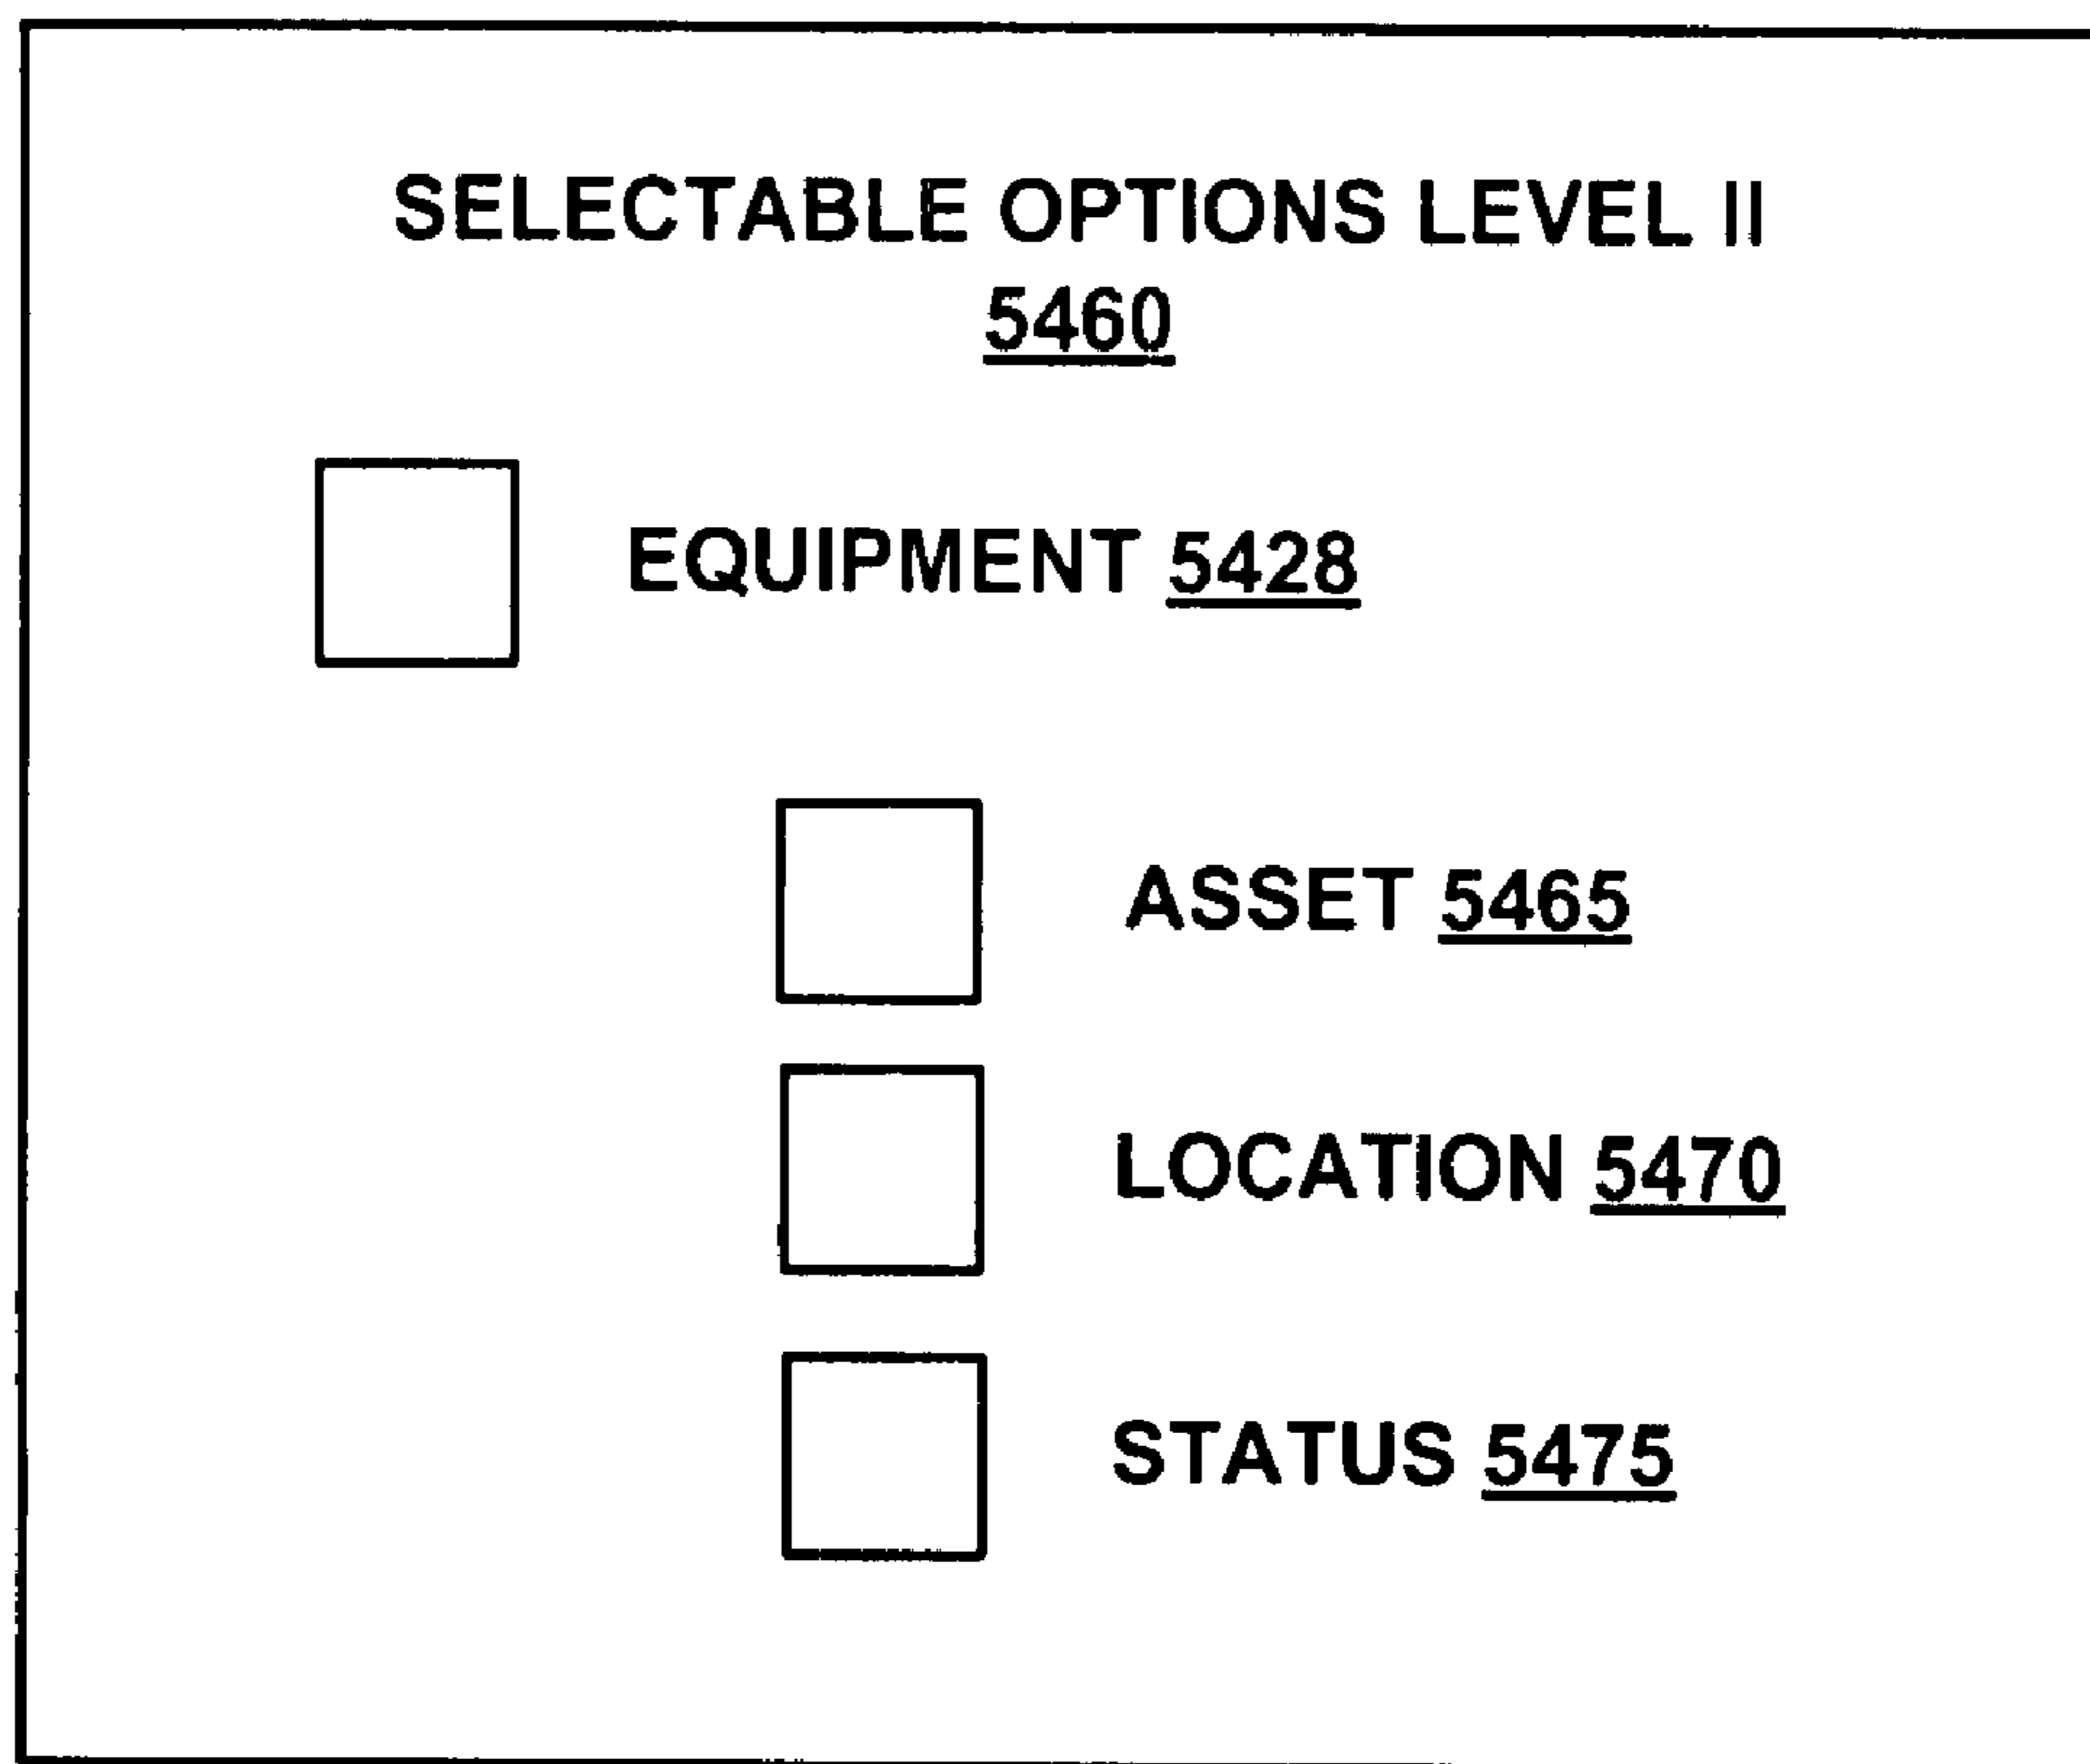 SELECTABLE OPTIONS LEVEL II
5460
EQUIPMENT 5428
ASSET 5465
LOCATION 5470
STATUS 5475